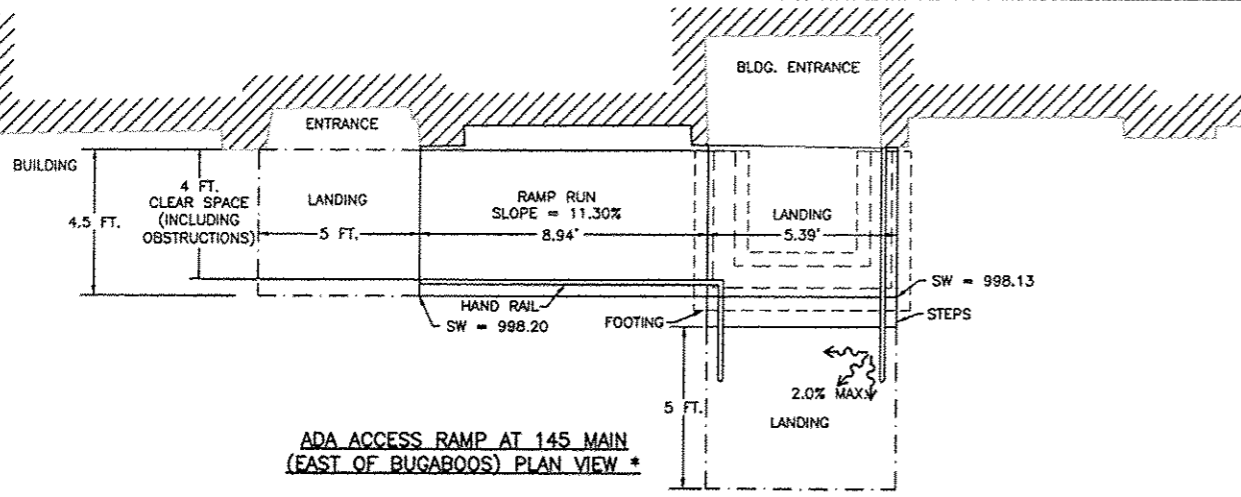 BLDG. ENTRANCE
ENTRANCE
BUILDING
4 FT.
CLEAR SPACE
(INCLUDING
OBSTRUCTIONS)
4.5 FT.
LANDING
5 FT.
RAMP RUN
SLOPE = 11.30%
8.94'
LANDING
5.39'
HAND RAIL
SW = 998.20
FOOTING
SW = 998.13
STEPS
2.0% MAX.
5 FT.
LANDING
ADA ACCESS RAMP AT 145 MAIN
(EAST OF BUGABOOS) PLAN VIEW *